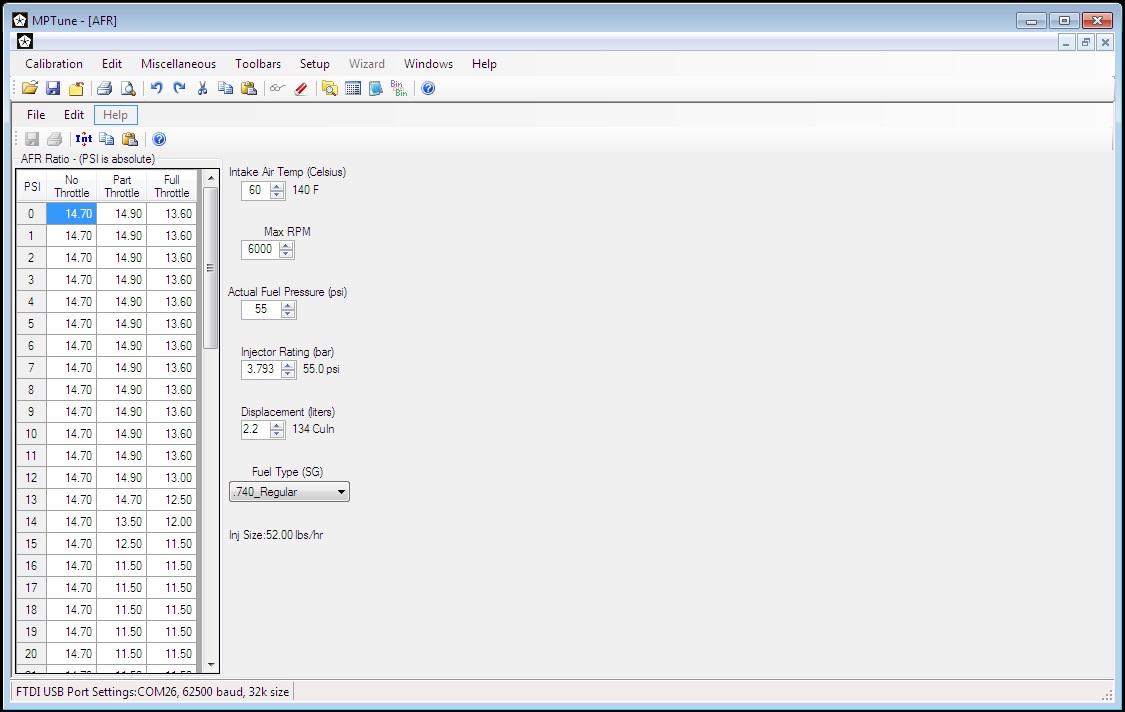 MPTune - [AFR]
Calibration Edit Miscellaneous Toolbars Setup Wizard Windows Help
Bin
Bin
File Edit Help
Int
AFR Ratio - (PSI is absolute)
PSI No Throttle Part Throttle Full Throttle
0 14.70 14.90 13.60
1 14.70 14.90 13.60
2 14.70 14.90 13.60
3 14.70 14.90 13.60
4 14.70 14.90 13.60
5 14.70 14.90 13.60
6 14.70 14.90 13.60
7 14.70 14.90 13.60
8 14.70 14.90 13.60
9 14.70 14.90 13.60
10 14.70 14.90 13.60
11 14.70 14.90 13.60
12 14.70 14.90 13.00
13 14.70 14.70 12.50
14 14.70 13.50 12.00
15 14.70 12.50 11.50
16 14.70 11.50 11.50
17 14.70 11.50 11.50
18 14.70 11.50 11.50
19 14.70 11.50 11.50
20 14.70 11.50 11.50
Intake Air Temp (Celsius)
60 140 F
Max RPM
6000
Actual Fuel Pressure (psi)
55
Injector Rating (bar)
3.793 55.0 psi
Displacement (liters)
2.2 134 CuIn
Fuel Type (SG)
.740_Regular
Inj Size:52.00 lbs/hr
FTDI USB Port Settings:COM26, 62500 baud, 32k size